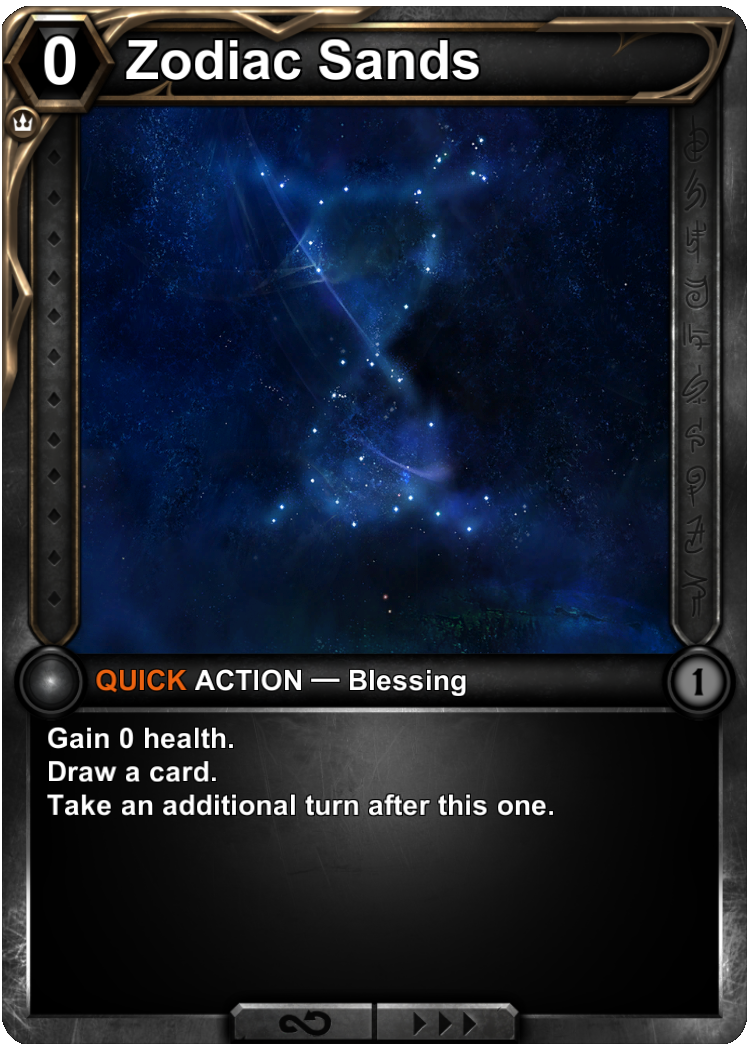 0 Zodiac Sands
QUICK ACTION — Blessing 1
Gain 0 health.
Draw a card.
Take an additional turn after this one.